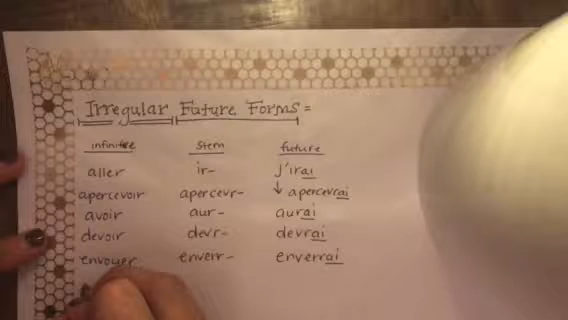 Irregular Future Forms =
infinitive stem future
aller ir- j'irai
apercevoir apercevr- ↓ apercevrai
avoir aur- aurai
devoir devr- devrai
envoyer enverr- enverrai